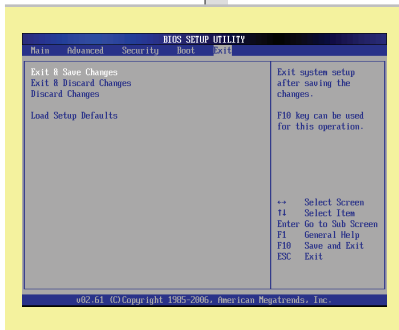 BIOS SETUP UTILITY
Main Advanced Security Boot Exit
Exit & Save Changes
Exit & Discard Changes
Discard Changes
Load Setup Defaults
Exit system setup
after saving the
changes.
F10 key can be used
for this operation.
↔ Select Screen
↑↓ Select Item
Enter Go to Sub Screen
F1 General Help
F10 Save and Exit
ESC Exit
v02.61 (C)Copyright 1985-2006, American Megatrends, Inc.